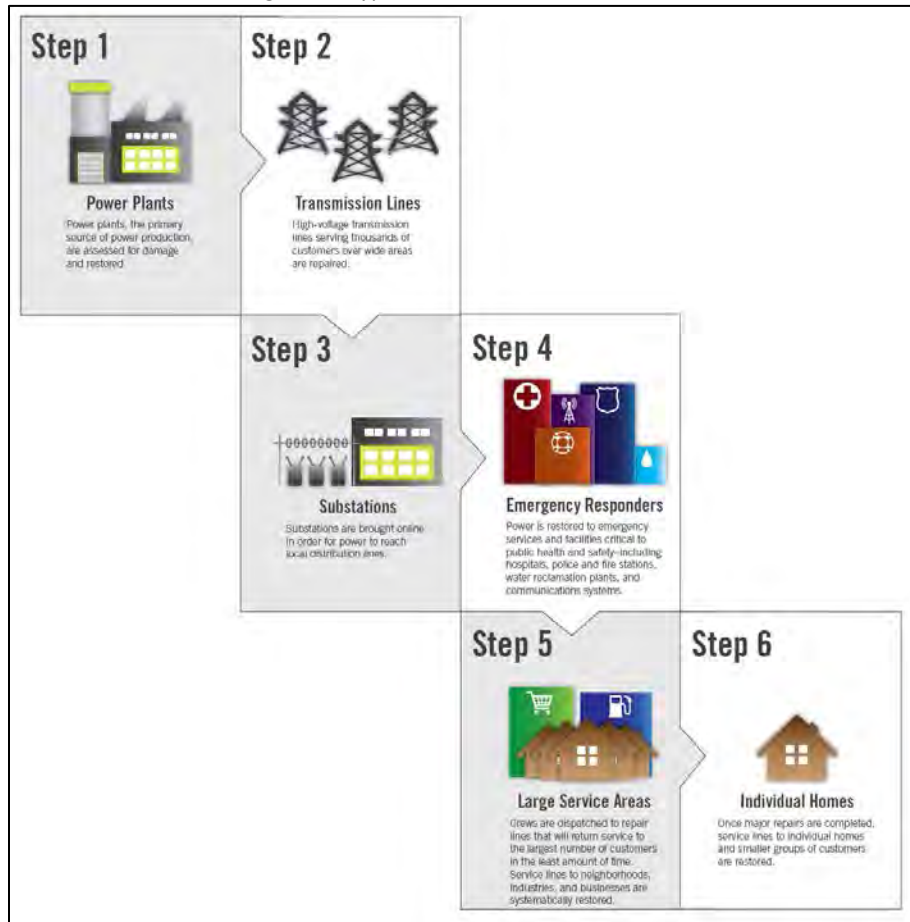 Step 1
Power Plants
Power plants, the primary
source of power production,
are assessed for damage
and restored.
Step 2
Transmission Lines
High-voltage transmission
lines serving thousands of
customers over wide areas
are repaired.
Step 3
Substations
Substations are brought online
in order for power to reach
local distribution lines.
Step 4
Emergency Responders
Power is restored to emergency
services and facilities critical to
public health and safety–including
hospitals, police and fire stations,
water reclamation plants, and
communications systems.
Step 5
Large Service Areas
Crews are dispatched to repair
lines that will return service to
the largest number of customers
in the least amount of time.
Service lines to neighborhoods,
industries, and businesses are
systematically restored.
Step 6
Individual Homes
Once major repairs are completed,
service lines to individual homes
and smaller groups of customers
are restored.